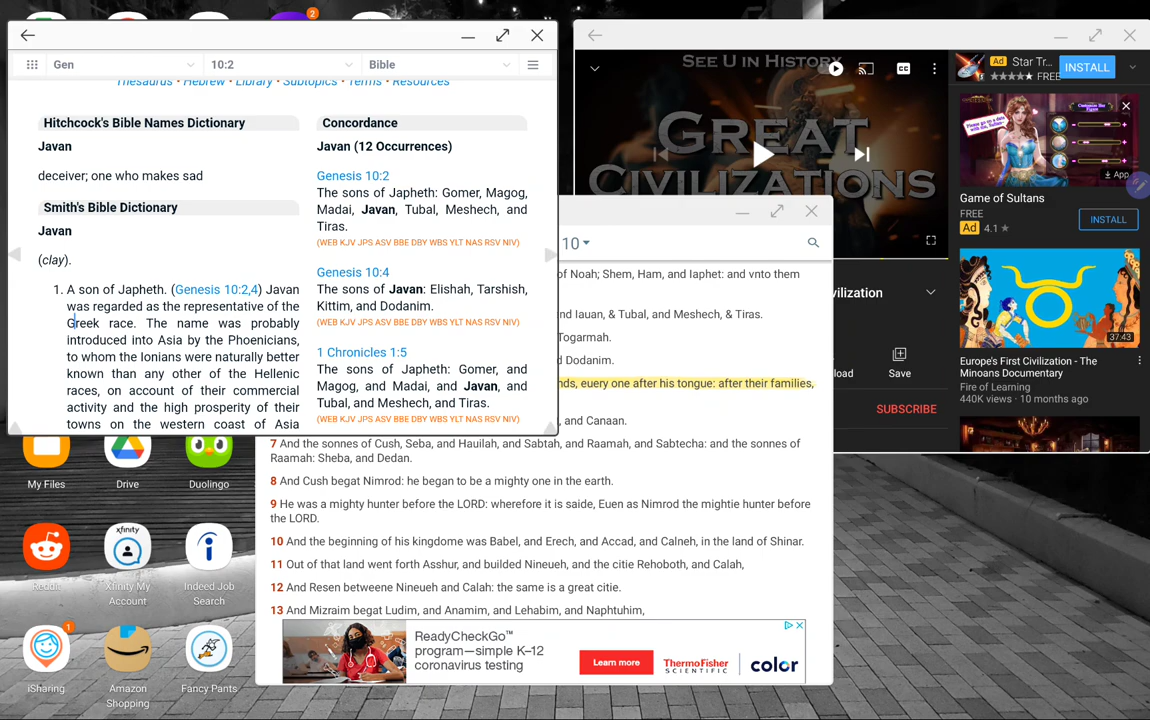 2
Gen
10:2
Bible
Thesaurus • Hebrew • Library • Subtopics • Terms • Resources
Hitchcock's Bible Names Dictionary
Javan
deceiver; one who makes sad
Smith's Bible Dictionary
Javan
(clay).
1. A son of Japheth. (Genesis 10:2,4) Javan
was regarded as the representative of the
Greek race. The name was probably
introduced into Asia by the Phoenicians,
to whom the Ionians were naturally better
known than any other of the Hellenic
races, on account of their commercial
activity and the high prosperity of their
towns on the western coast of Asia
Concordance
Javan (12 Occurrences)
Genesis 10:2
The sons of Japheth: Gomer, Magog,
Madai, Javan, Tubal, Meshech, and
Tiras.
(WEB KJV JPS ASV BBE DBY WBS YLT NAS RSV NIV)
Genesis 10:4
The sons of Javan: Elishah, Tarshish,
Kittim, and Dodanim.
(WEB KJV JPS ASV BBE DBY WBS YLT NAS RSV NIV)
1 Chronicles 1:5
The sons of Japheth: Gomer, and
Magog, and Madai, and Javan, and
Tubal, and Meshech, and Tiras.
(WEB KJV JPS ASV BBE DBY WBS YLT NAS RSV NIV)
SEE U IN HISTORY
CC
GREAT
CIVILIZATIONS
vilization
load
Save
SUBSCRIBE
Ad Star Tr...
FREE
INSTALL
App
Game of Sultans
FREE
Ad 4.1 ★
INSTALL
37:43
Europe's First Civilization - The
Minoans Documentary
Fire of Learning
440K views • 10 months ago
10
of Noah; Shem, Ham, and Iaphet: and vnto them
nd Iauan, & Tubal, and Meshech, & Tiras.
Togarmah.
d Dodanim.
nds, euery one after his tongue: after their families,
, and Canaan.
7 And the sonnes of Cush, Seba, and Hauilah, and Sabtah, and Raamah, and Sabtecha: and the sonnes of
Raamah: Sheba, and Dedan.
8 And Cush begat Nimrod: he began to be a mighty one in the earth.
9 He was a mighty hunter before the LORD: wherefore it is saide, Euen as Nimrod the mightie hunter before
the LORD.
10 And the beginning of his kingdome was Babel, and Erech, and Accad, and Calneh, in the land of Shinar.
11 Out of that land went forth Asshur, and builded Nineueh, and the citie Rehoboth, and Calah,
12 And Resen betweene Nineueh and Calah: the same is a great citie.
13 And Mizraim begat Ludim, and Anamim, and Lehabim, and Naphtuhim,
ReadyCheckGo™
program—simple K–12
coronavirus testing
Learn more
ThermoFisher
SCIENTIFIC
color
My Files
Drive
Duolingo
xfinity
Reddit
Xfinity My
Account
Indeed Job
Search
1
iSharing
Amazon
Shopping
Fancy Pants